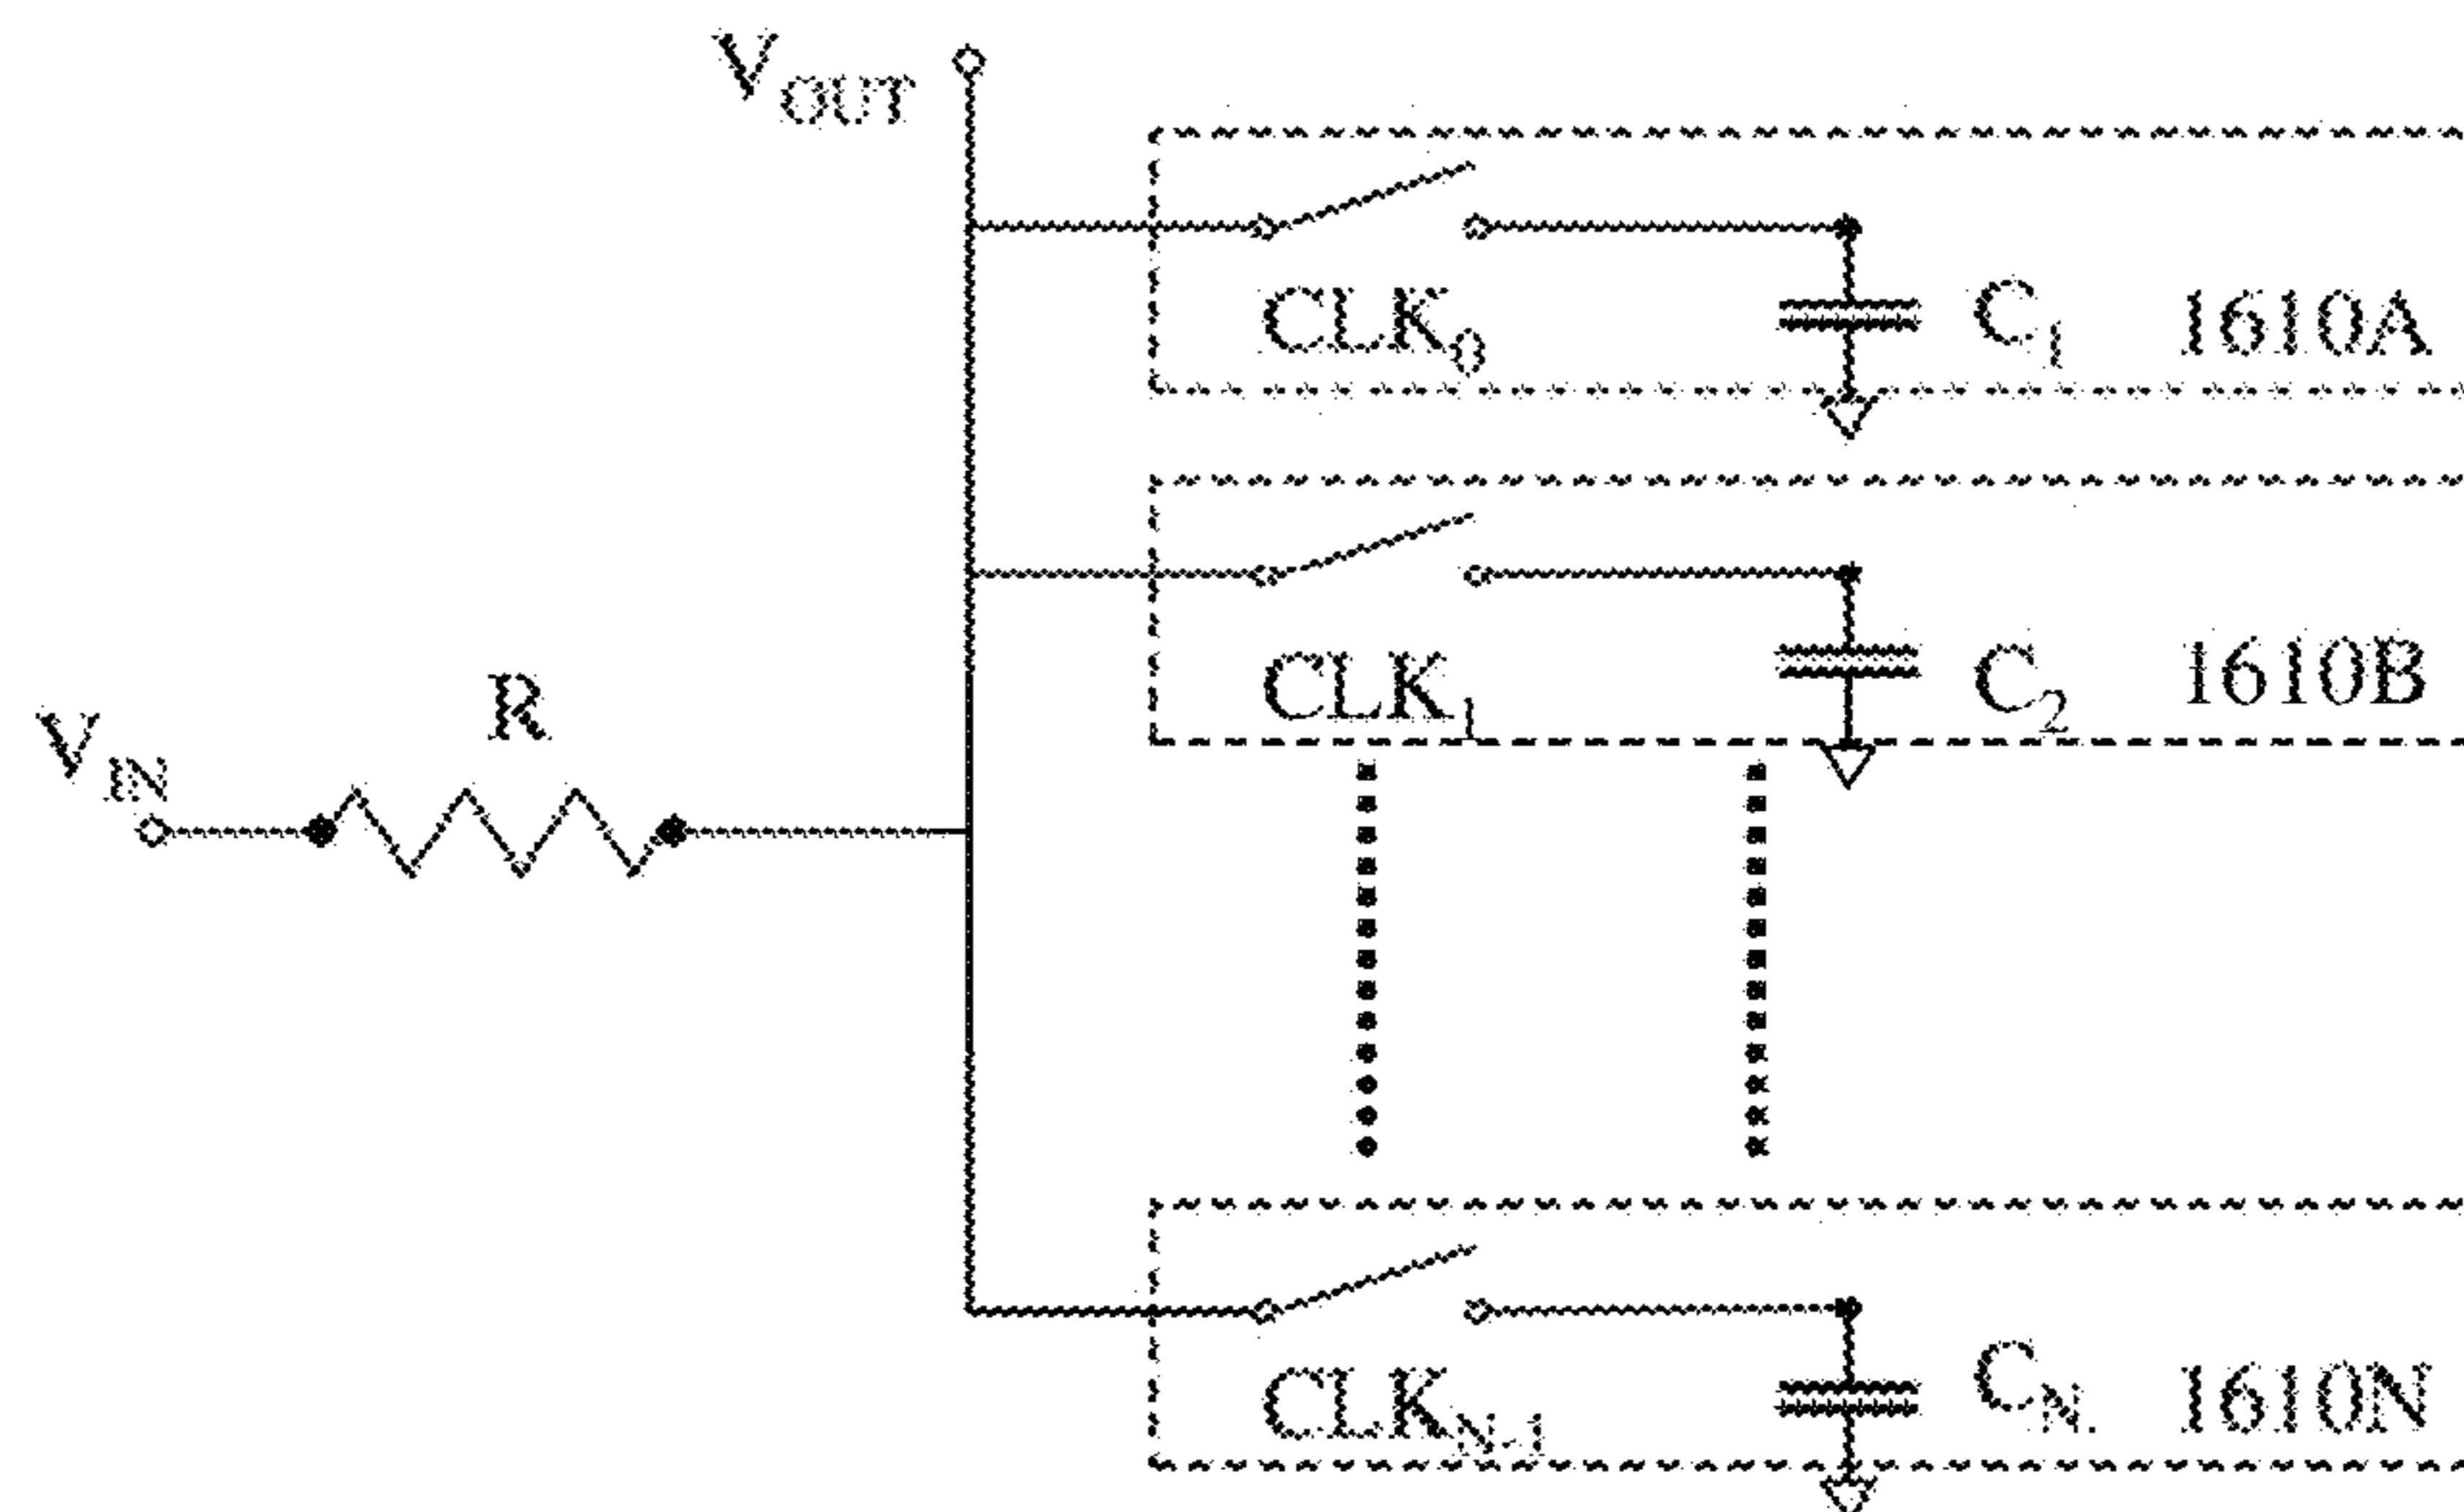 V_OUT
CLK_0 C_1 1610A
CLK_1 C_2 1610B
R
V_IN
CLK_N-1 C_N 1610N